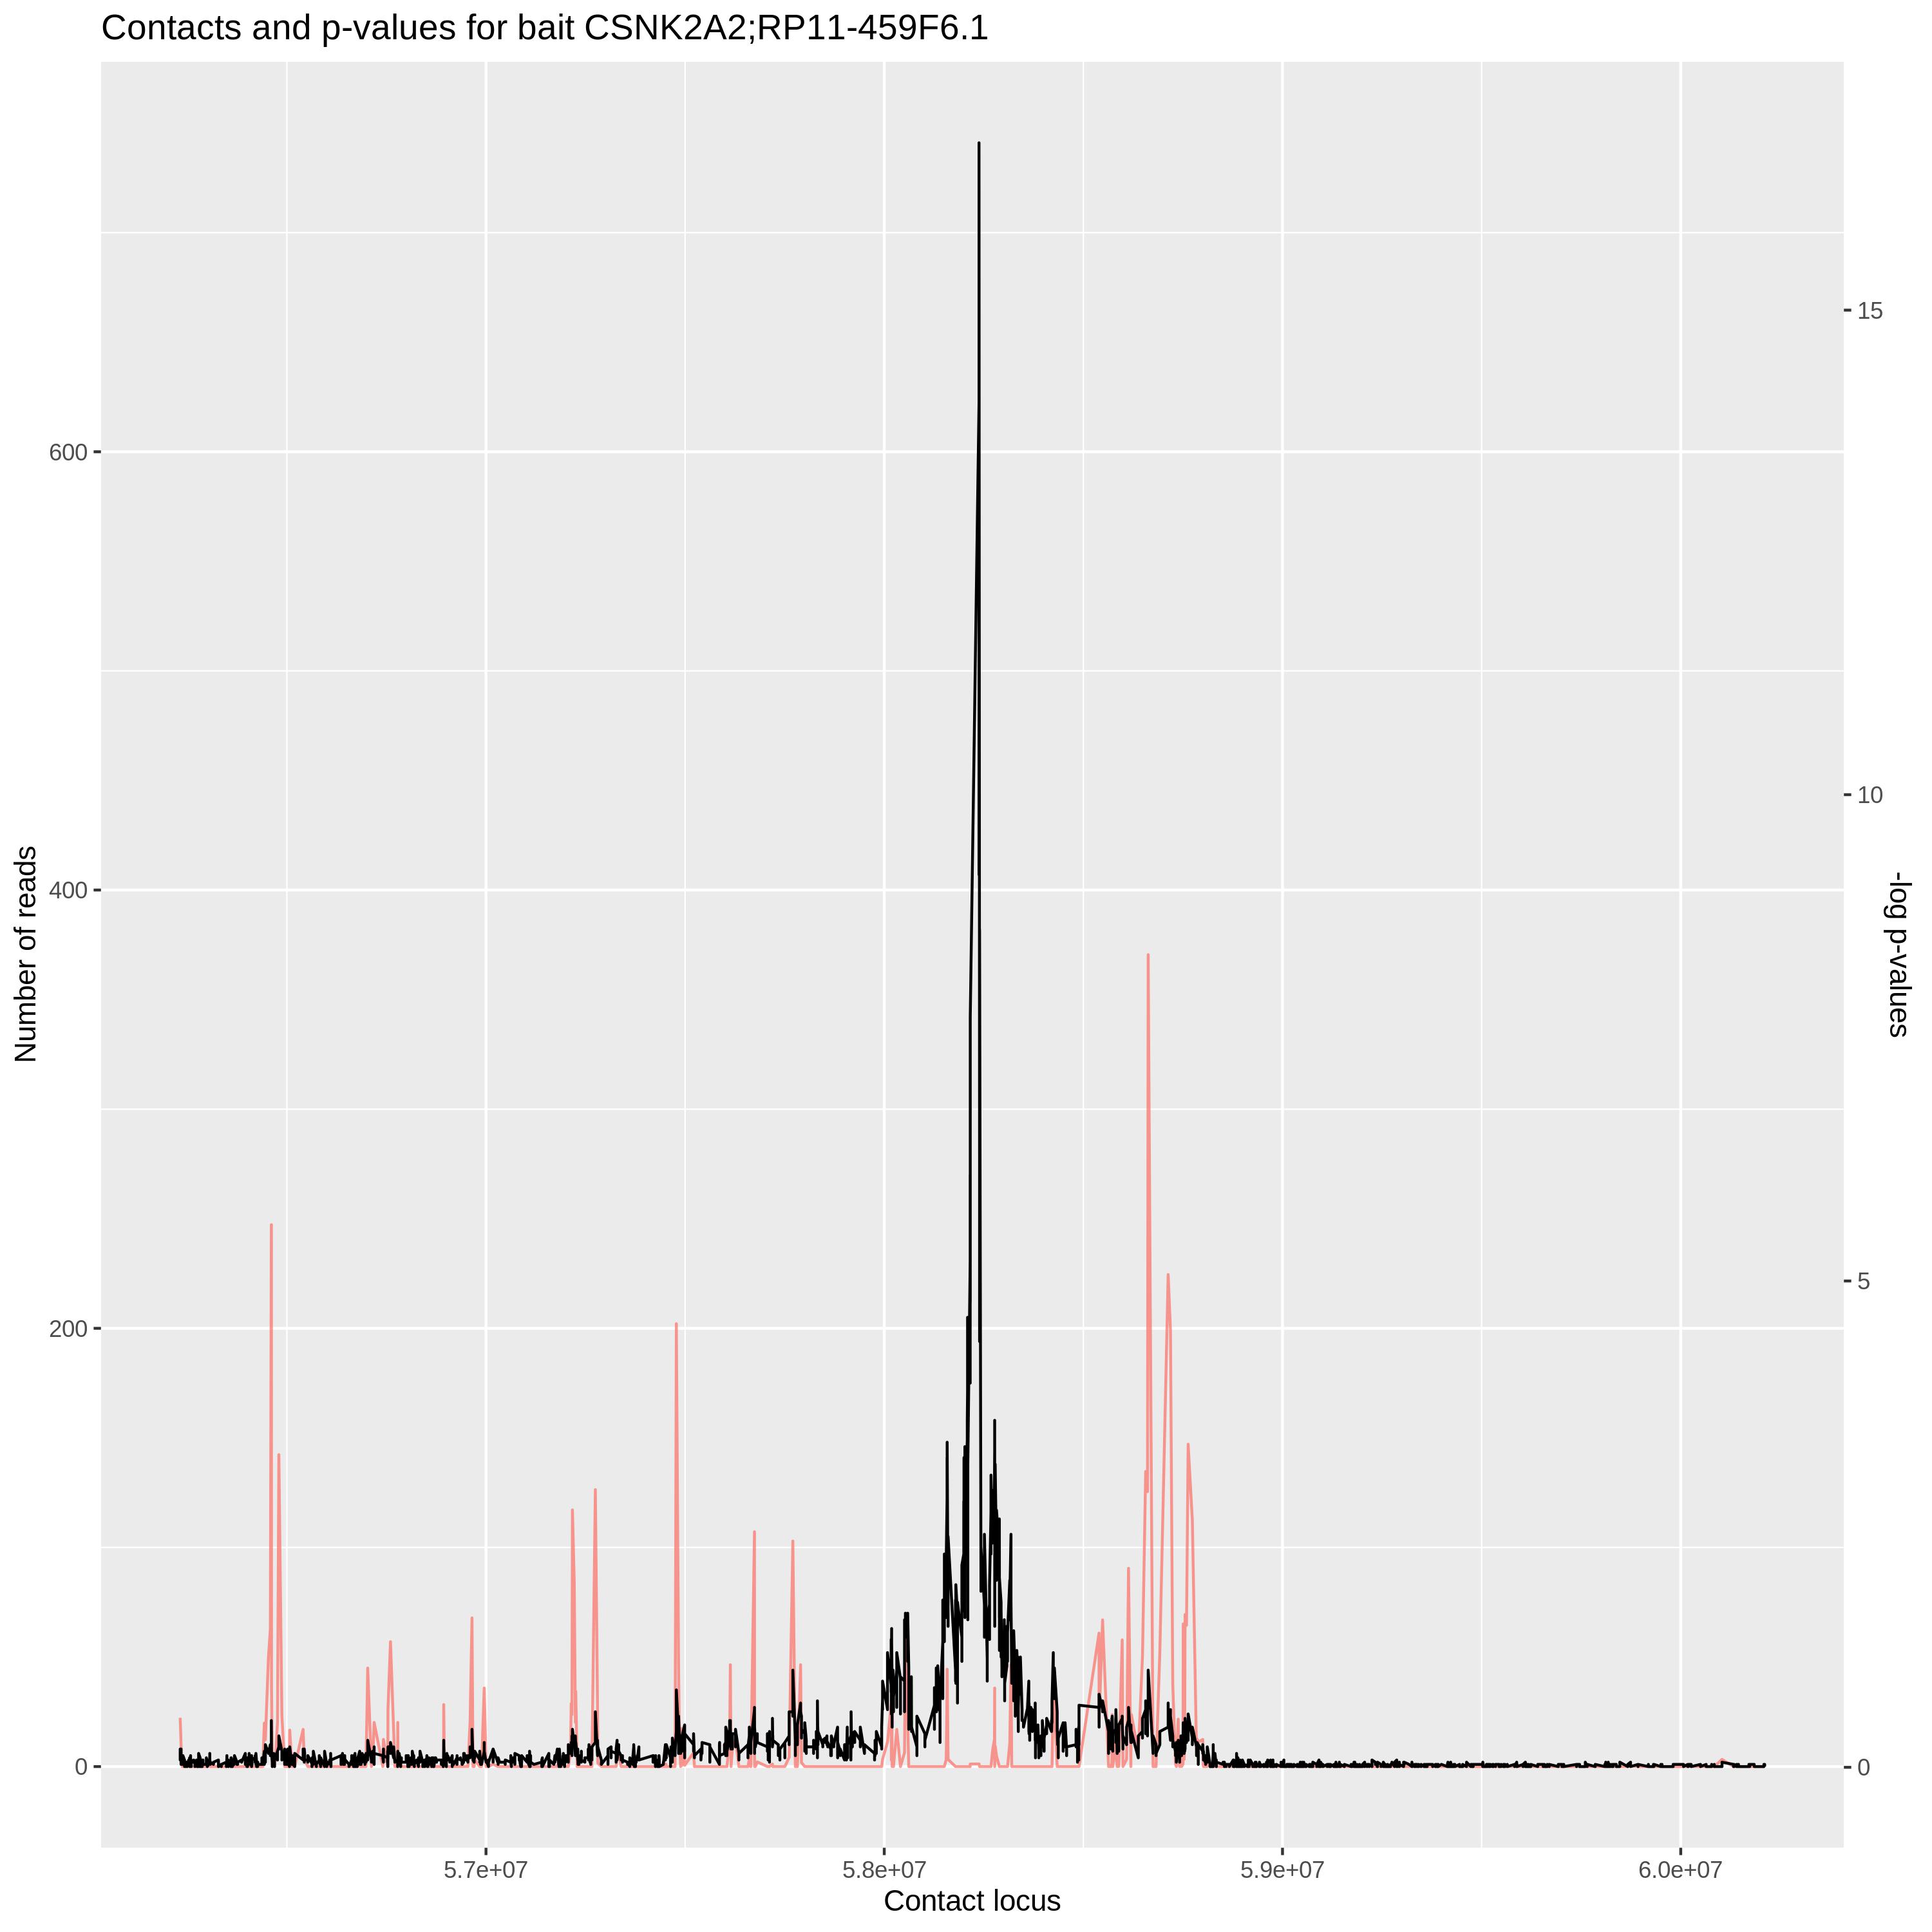 Contacts and p-values for bait CSNK2A2;RP11-459F6.1
Number of reads
600
400
200
0
15
10
5
0
-log p-values
5.7e+07
5.8e+07
5.9e+07
6.0e+07
Contact locus